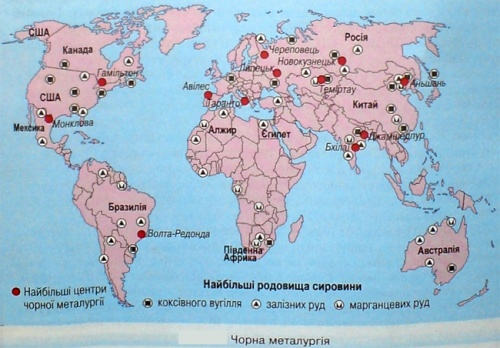 США
Канада
Росія
Череповець
Новокузнецьк
Липецьк
Гамільтон
Авілес
Теміртау
Аньшань
Таранто
США
Китай
Мексика
Монклова
Алжир
Єгипет
Джамшедпур
Бхілаї
Бразилія
Волта-Редонда
Південна
Африка
Австралія
Найбільші родовища сировини
Найбільші центри
чорної металургії
коксівного вугілля
залізних руд
марганцевих руд
Чорна металургія